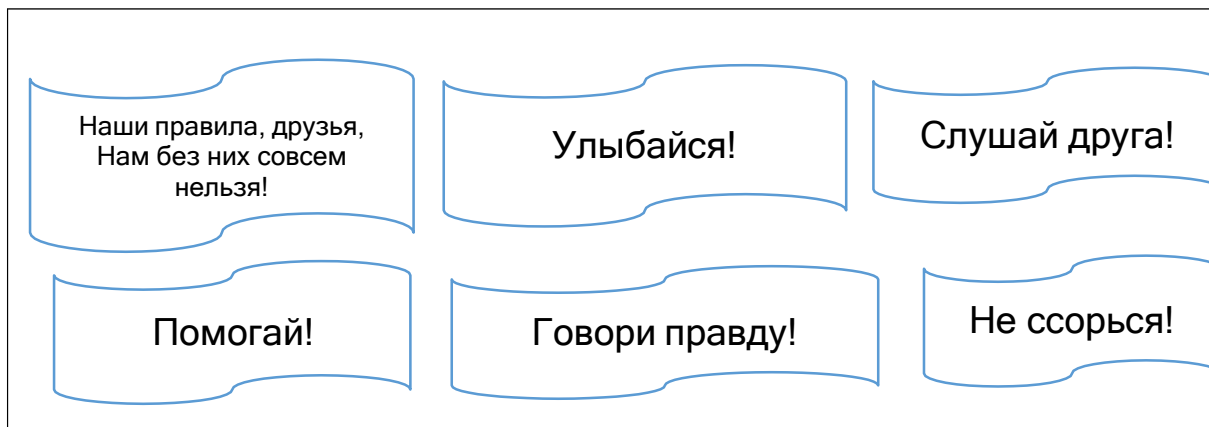 Наши правила, друзья,
Нам без них совсем
нельзя!
Улыбайся!
Слушай друга!
Помогай!
Говори правду!
Не ссорься!